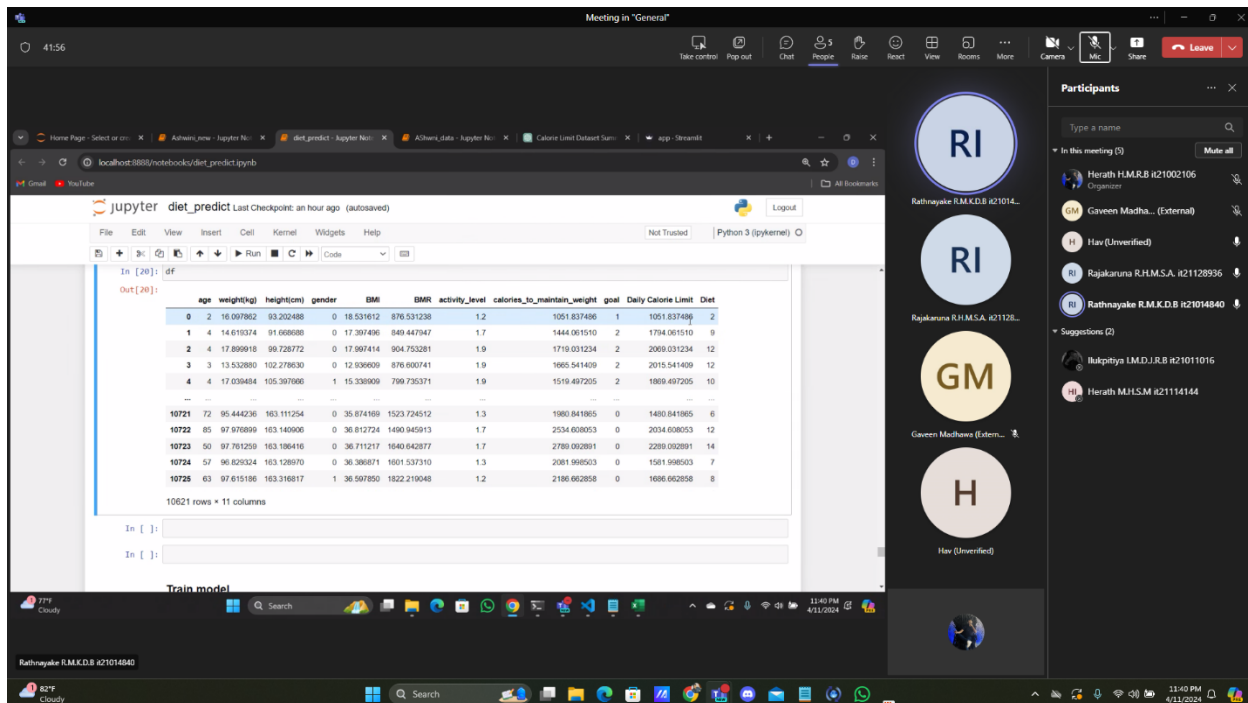 Meeting in "General"
41:56
Take control Pop out Chat People 5 Raise React View Rooms More Camera Mic Share Leave
Home Page - Select or cre Ashwini_new - Jupyter Not diet_predict - Jupyter Note AShwni_data - Jupyter No Calorie Limit Dataset Sum app · Streamlit
localhost:8888/notebooks/diet_predict.ipynb
Gmail YouTube All Bookmarks
jupyter diet_predict Last Checkpoint: an hour ago (autosaved) Logout
File Edit View Insert Cell Kernel Widgets Help Not Trusted Python 3 (ipykernel)
Run Code
In [20]: df
Out[20]:
age weight(kg) height(cm) gender BMI BMR activity_level calories_to_maintain_weight goal Daily Calorie Limit Diet
0 2 16.097862 93.202488 0 18.531612 876.531238 1.2 1051.837486 1 1051.837486 2
1 4 14.619374 91.668688 0 17.397496 849.447947 1.7 1444.061510 2 1794.061510 9
2 4 17.899918 99.728772 0 17.997414 904.753281 1.9 1719.031234 2 2069.031234 12
3 3 13.532880 102.278630 0 12.936609 876.600741 1.9 1665.541409 2 2015.541409 12
4 4 17.039484 105.397666 1 15.338909 799.735371 1.9 1519.497205 2 1869.497205 10
... ... ... ... ... ... ... ... ... ... ... ...
10721 72 95.444236 163.111254 0 35.874169 1523.724512 1.3 1980.841865 0 1480.841865 6
10722 85 97.976899 163.140906 0 36.812724 1490.945913 1.7 2534.608053 0 2034.608053 12
10723 50 97.761259 163.186416 0 36.711217 1640.642877 1.7 2789.092891 0 2289.092891 14
10724 57 96.829324 163.128970 0 36.386871 1601.537310 1.3 2081.998503 0 1581.998503 7
10725 63 97.615186 163.316817 1 36.597850 1822.219048 1.2 2186.662858 0 1686.662858 8
10621 rows × 11 columns
In [ ]:
In [ ]:
Train model
77°F
Cloudy
Search
11:40 PM
4/11/2024
Rathnayake R.M.K.D.B it21014840
RI
Rathnayake R.M.K.D.B it21014...
RI
Rajakaruna R.H.M.S.A. it21128...
GM
Gaveen Madhawa (Extern...
H
Hav (Unverified)
Participants
Type a name
In this meeting (5) Mute all
Herath H.M.R.B it21002106
Organizer
GM Gaveen Madha... (External)
H Hav (Unverified)
RI Rajakaruna R.H.M.S.A. it21128936
RI Rathnayake R.M.K.D.B it21014840
Suggestions (2)
Ilukpitiya I.M.D.J.R.B it21011016
HI Herath M.H.S.M it21114144
82°F
Cloudy
Search
11:40 PM
4/11/2024